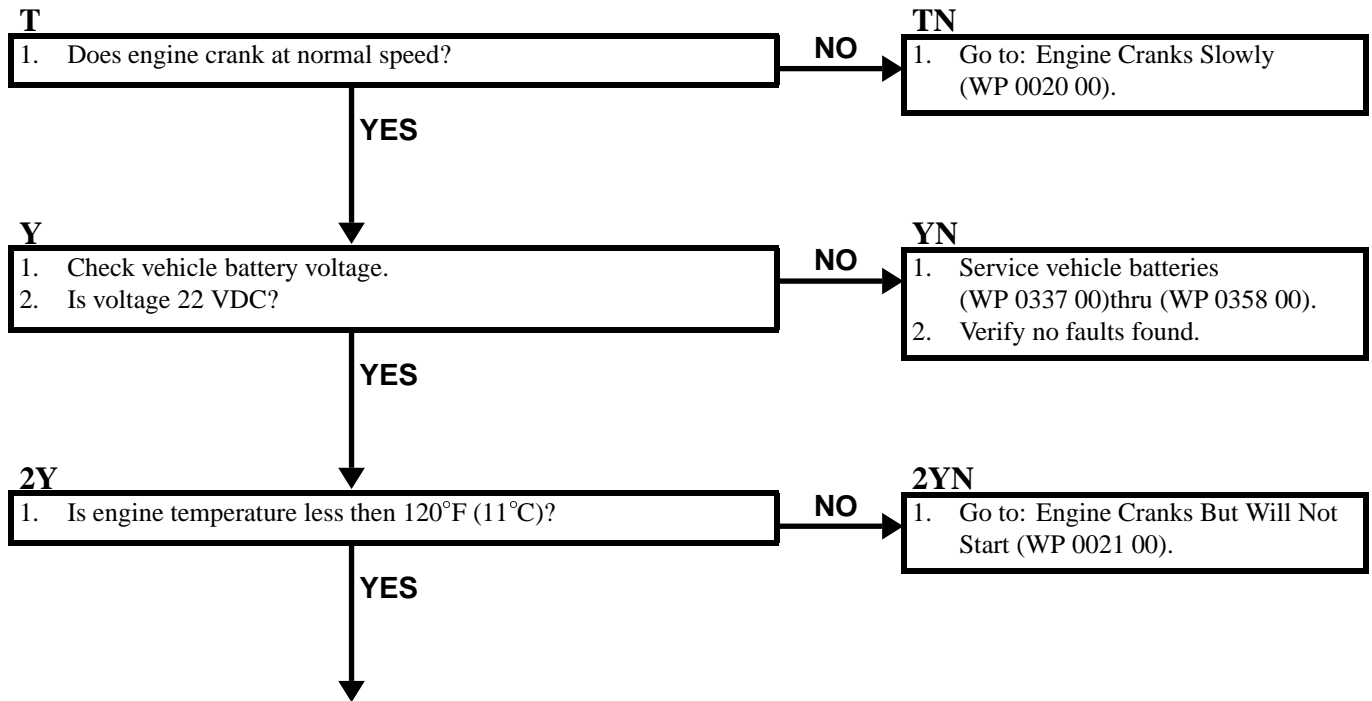 T
1. Does engine crank at normal speed?
NO
TN
1. Go to: Engine Cranks Slowly
(WP 0020 00).
YES
Y
1. Check vehicle battery voltage.
2. Is voltage 22 VDC?
NO
YN
1. Service vehicle batteries
(WP 0337 00)thru (WP 0358 00).
2. Verify no faults found.
YES
2Y
1. Is engine temperature less then 120°F (11°C)?
NO
2YN
1. Go to: Engine Cranks But Will Not
Start (WP 0021 00).
YES